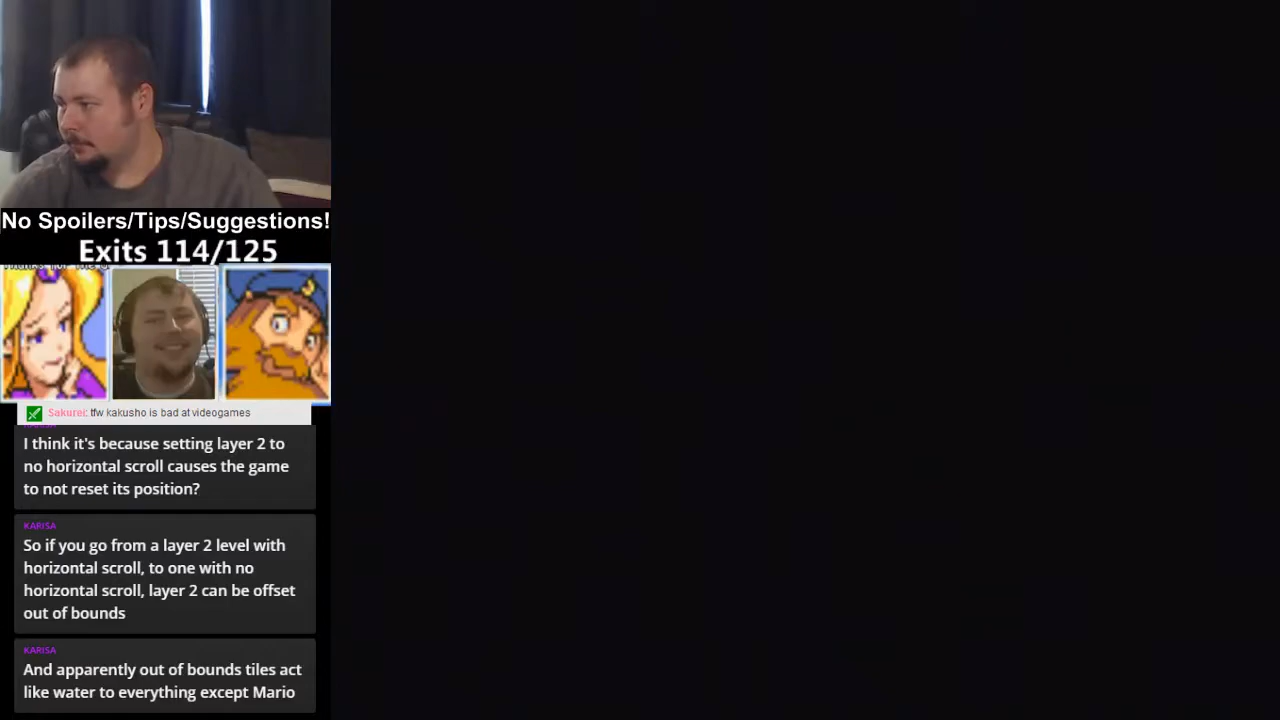 No Spoilers/Tips/Suggestions!
Exits 114/125
Sakurei: tfw kakusho is bad at videogames
I think it's because setting layer 2 to
no horizontal scroll causes the game
to not reset its position?
KARISA
So if you go from a layer 2 level with
horizontal scroll, to one with no
horizontal scroll, layer 2 can be offset
out of bounds
KARISA
And apparently out of bounds tiles act
like water to everything except Mario